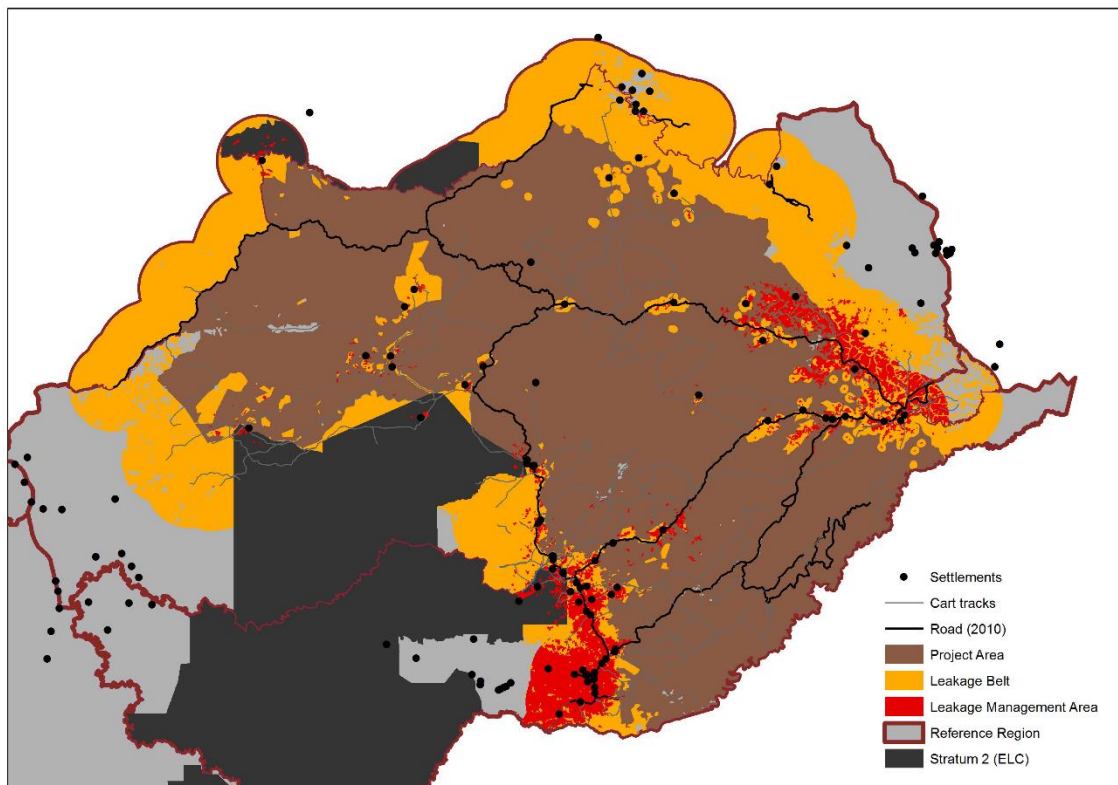 Settlements
Cart tracks
Road (2010)
Project Area
Leakage Belt
Leakage Management Area
Reference Region
Stratum 2 (ELC)